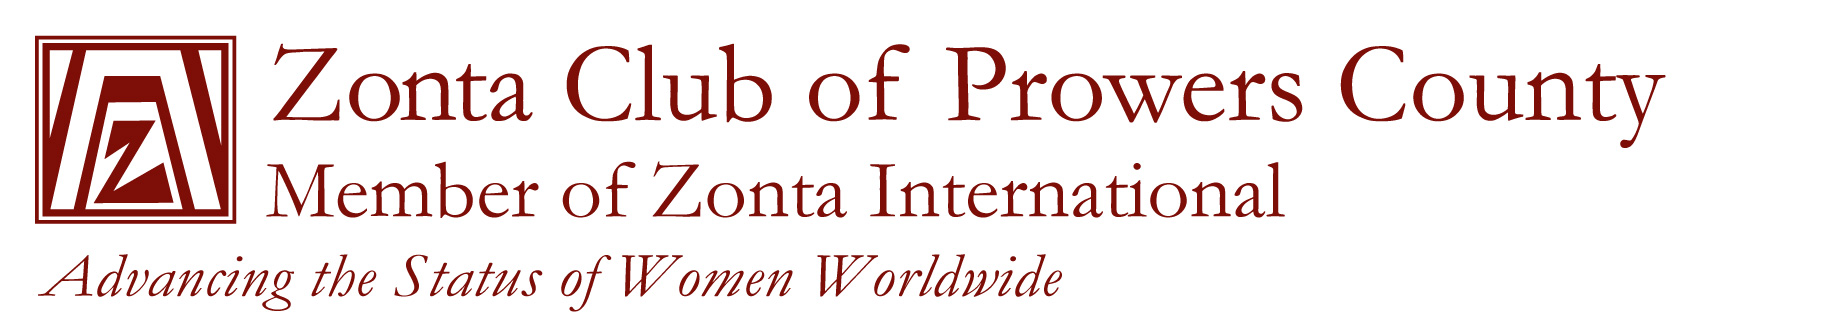 Zonta Club of Prowers County
Member of Zonta International
Advancing the Status of Women Worldwide